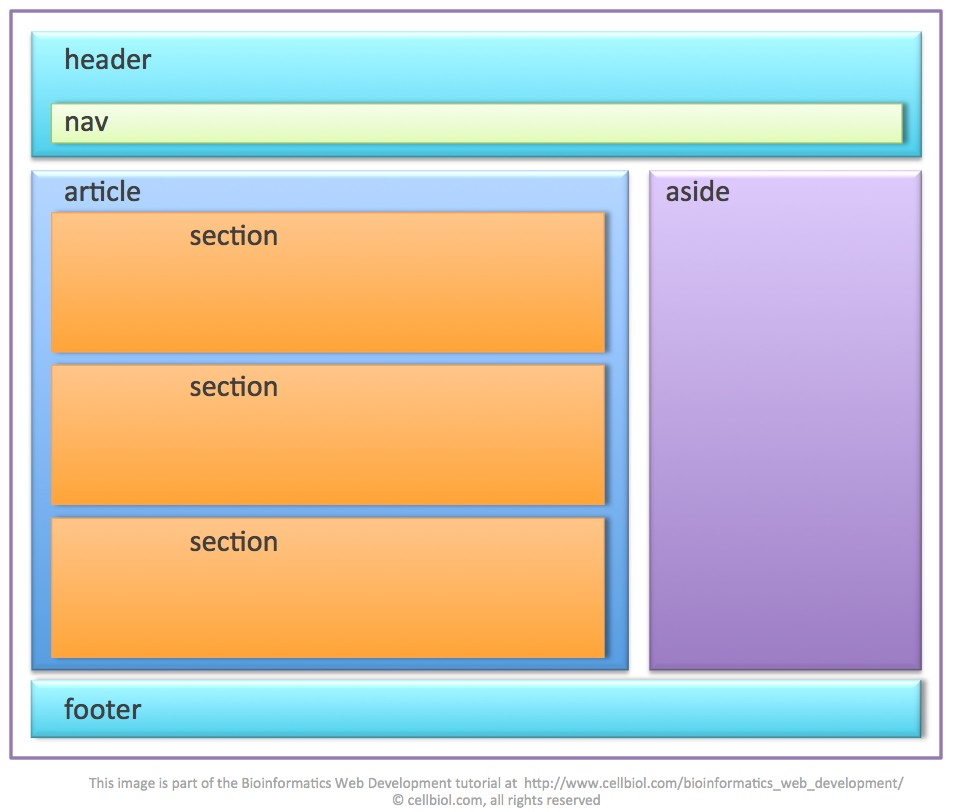 header
nav
article
aside
section
section
section
footer
This image is part of the Bioinformatics Web Development tutorial at http://www.cellbiol.com/bioinformatics_web_development/
© cellbiol.com, all rights reserved